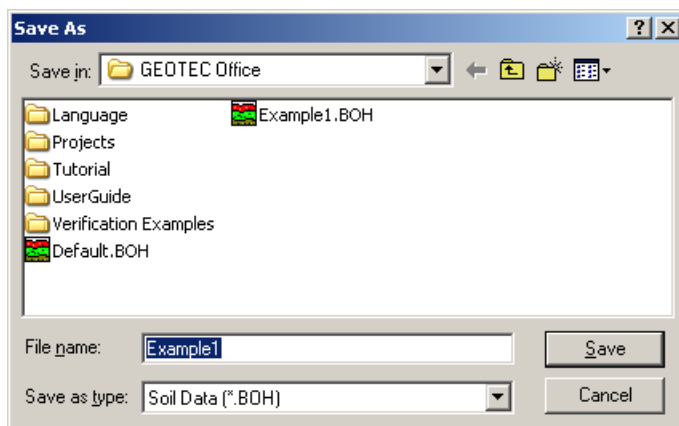 Save As
Save in: GEOTEC Office
Language
Projects
Tutorial
UserGuide
Verification Examples
Default.BOH
Example1.BOH
File name: Example1
Save
Save as type: Soil Data (*.BOH)
Cancel